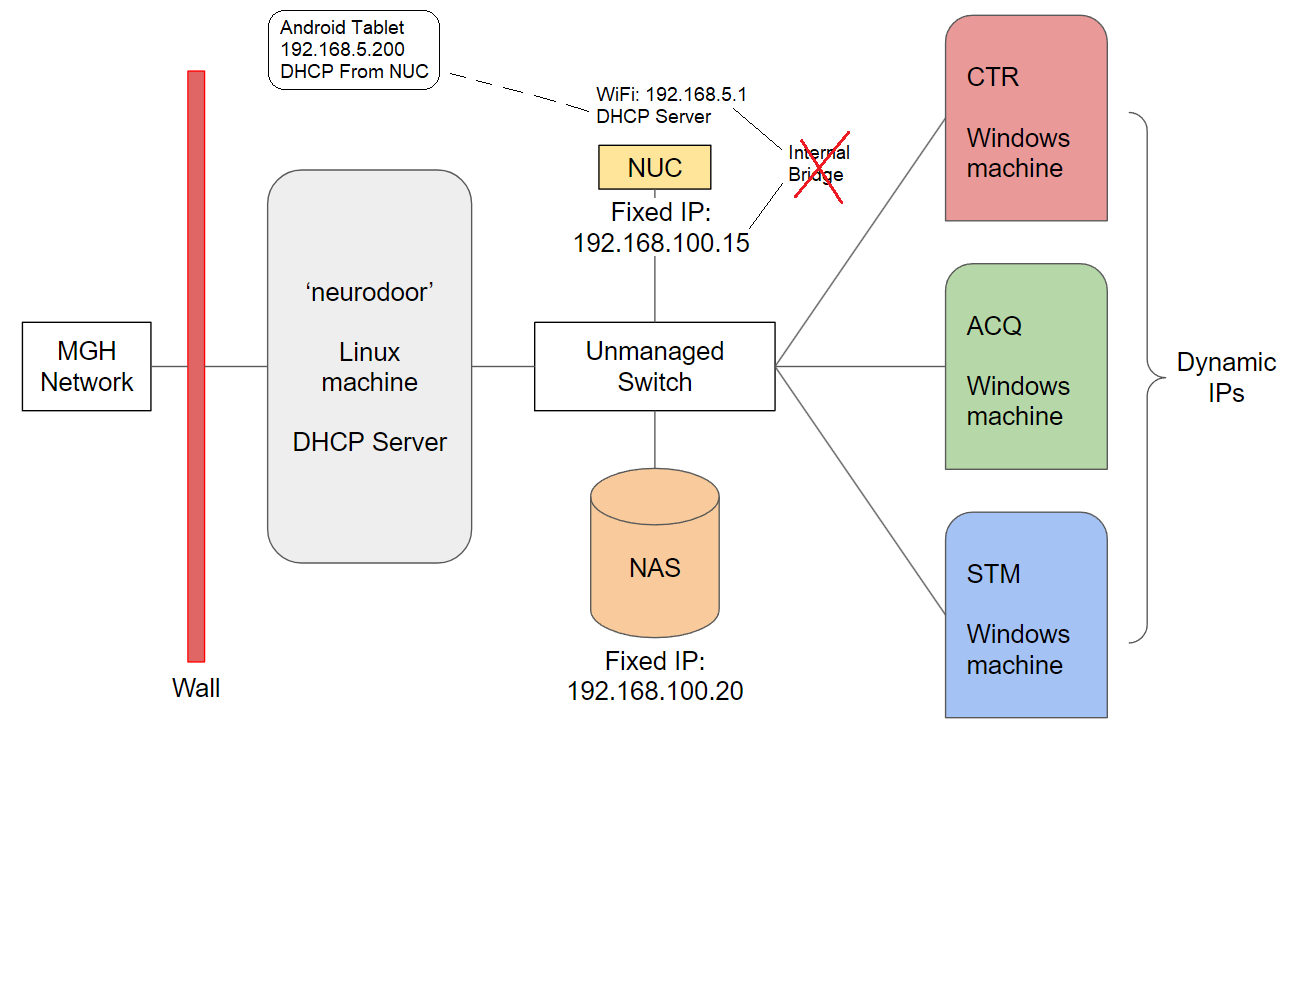 Android Tablet
192.168.5.200
DHCP From NUC
WiFi: 192.168.5.1
DHCP Server
Internal
Bridge
NUC
Fixed IP:
192.168.100.15
MGH
Network
Wall
‘neurodoor’
Linux
machine
DHCP Server
Unmanaged
Switch
NAS
Fixed IP:
192.168.100.20
CTR
Windows
machine
ACQ
Windows
machine
STM
Windows
machine
Dynamic
IPs